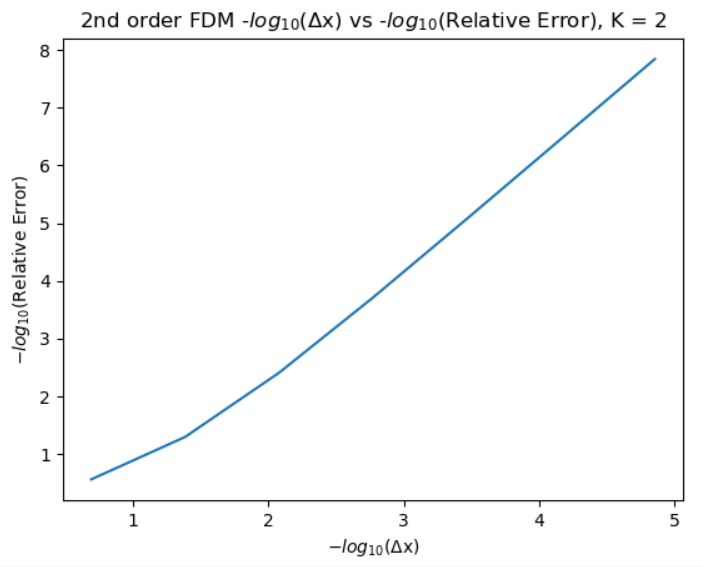 2nd order FDM -log₁₀(Δx) vs -log₁₀(Relative Error), K = 2
8
7
6
5
4
3
2
1
−log₁₀(Relative Error)
1 2 3 4 5
−log₁₀(Δx)